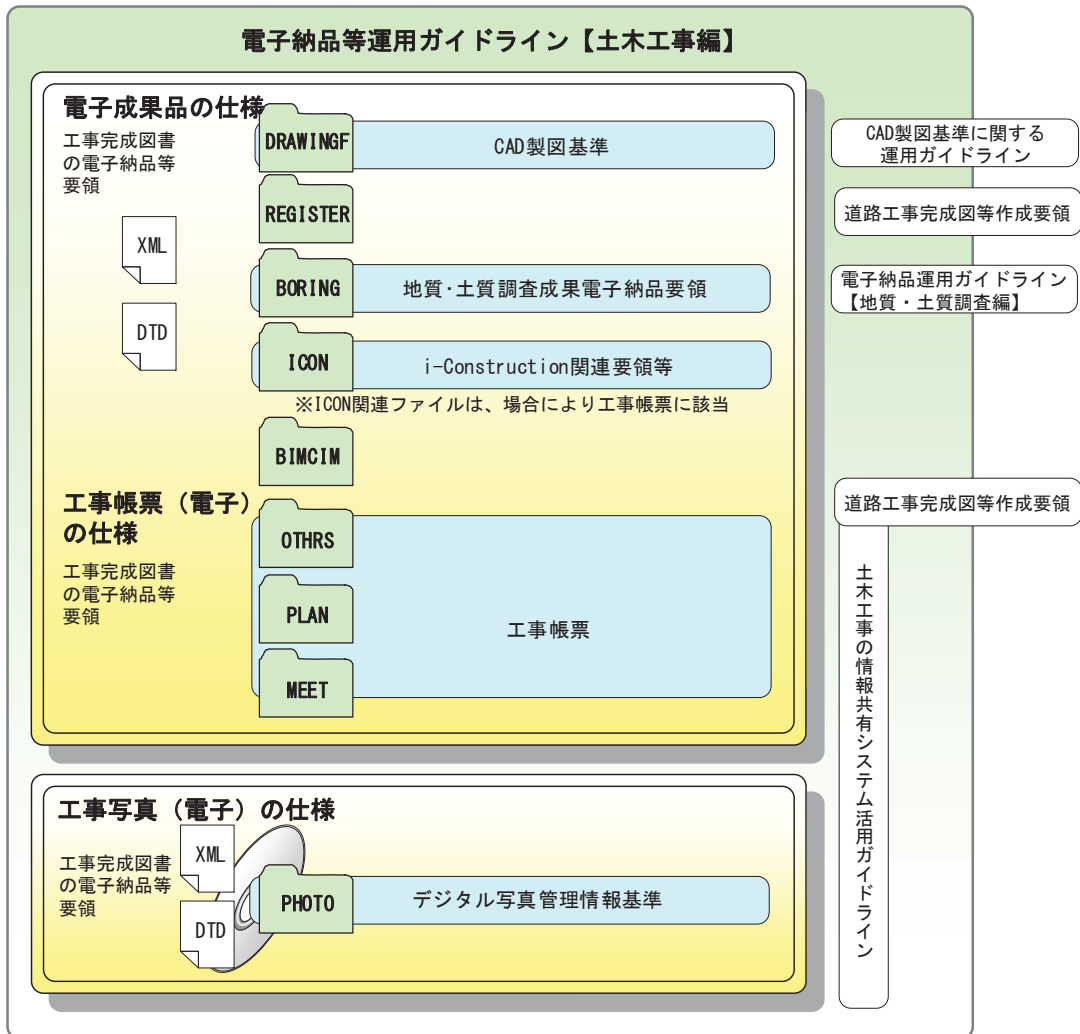 電子納品等運用ガイドライン【土木工事編】
電子成果品の仕様
工事完成図書
の電子納品等
要領
XML
DTD
DRAWINGF
CAD製図基準
CAD製図基準に関する
運用ガイドライン
REGISTER
道路工事完成図等作成要領
BORING
地質･土質調査成果電子納品要領
電子納品運用ガイドライン
【地質・土質調査編】
ICON
i-Construction関連要領等
※ICON関連ファイルは、場合により工事帳票に該当
BIMCIM
工事帳票（電子）
の仕様
工事完成図書
の電子納品等
要領
OTHRS
PLAN
MEET
工事帳票
道路工事完成図等作成要領
土木工事の情報共有システム活用ガイドライン
工事写真（電子）の仕様
工事完成図書
の電子納品等
要領
XML
DTD
PHOTO
デジタル写真管理情報基準